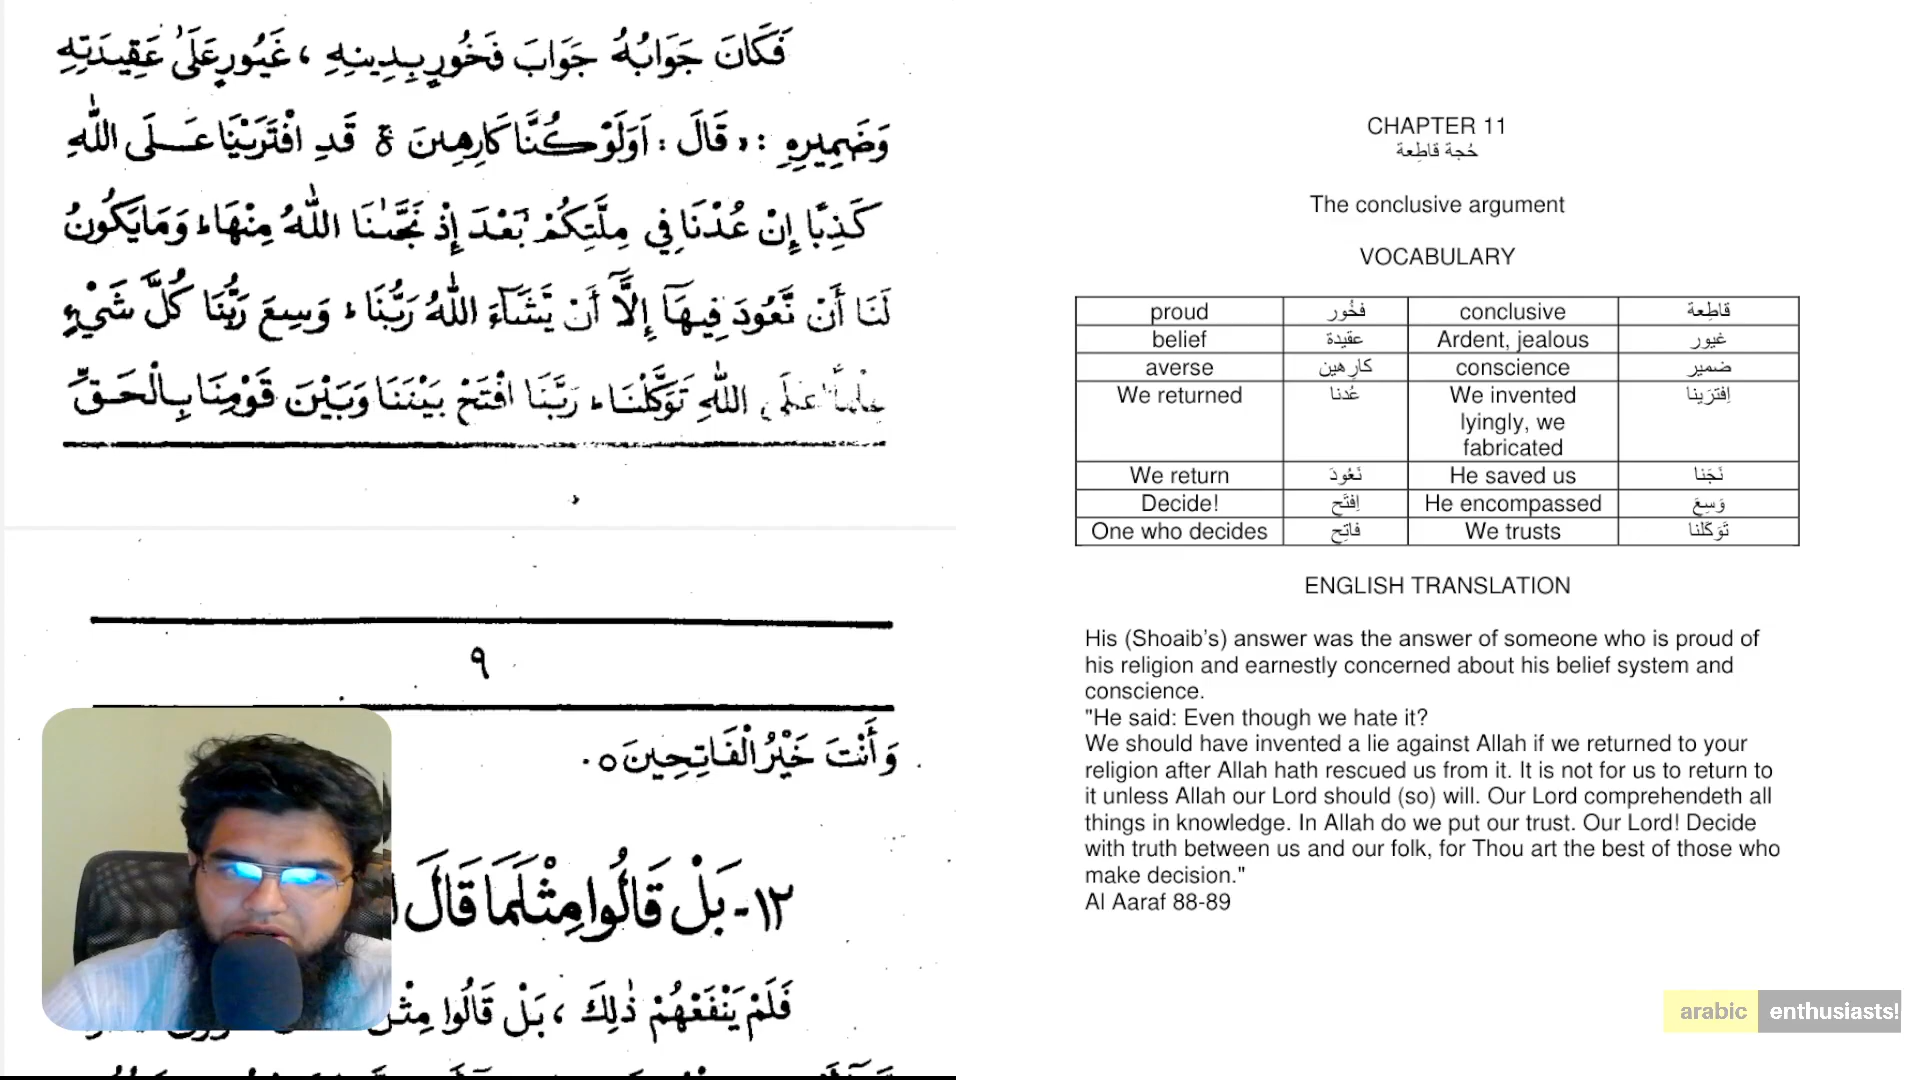 فَكَانَ جَوَابُهُ جَوَابَ فَخُورٍ بِدِينِهِ ، غَيُورٍ عَلَىٰ عَقِيدَتِهِ
وَضَمِيرِهِ : « قَالَ : اَوَلَوْ كُنَّا كَارِهِينَ ۝ قَدِ افْتَرَيْنَا عَلَى اللّٰهِ
كَذِبًا إِنْ عُدْنَا فِي مِلَّتِكُمْ بَعْدَ إِذْ نَجَّىٰنَا اللّٰهُ مِنْهَا ، وَمَا يَكُونُ
لَنَا أَنْ نَّعُودَ فِيهَآ إِلَّآ أَنْ يَّشَآءَ اللّٰهُ رَبُّنَا ، وَسِعَ رَبُّنَا كُلَّ شَيْءٍ
اللّٰهِ تَوَكَّلْنَا ، رَبَّنَا افْتَحْ بَيْنَنَا وَبَيْنَ قَوْمِنَا بِالْحَقِّ
٩
وَأَنْتَ خَيْرُ الْفَاتِحِينَ ٥ .
١٢- بَلْ قَالُوا مِثْلَمَا قَالَ
فَلَمْ يَنْفَعْهُمْ ذٰلِكَ ، بَلْ قَالُوا
CHAPTER 11
حُجة قاطِعة
The conclusive argument
VOCABULARY
proud فخُور conclusive قاطِعة
belief عقيدة Ardent, jealous غيور
averse كارِهين conscience ضمير
We returned عُدنا We invented اِفتَرَينا
lyingly, we
fabricated
We return نَعُودَ He saved us نَجَنا
Decide! اِفتَح He encompassed وَسِعَ
One who decides فاتِح We trusts تَوَكَلنا
ENGLISH TRANSLATION
His (Shoaib's) answer was the answer of someone who is proud of
his religion and earnestly concerned about his belief system and
conscience.
"He said: Even though we hate it?
We should have invented a lie against Allah if we returned to your
religion after Allah hath rescued us from it. It is not for us to return to
it unless Allah our Lord should (so) will. Our Lord comprehendeth all
things in knowledge. In Allah do we put our trust. Our Lord! Decide
with truth between us and our folk, for Thou art the best of those who
make decision."
Al Aaraf 88-89
arabic enthusiasts!